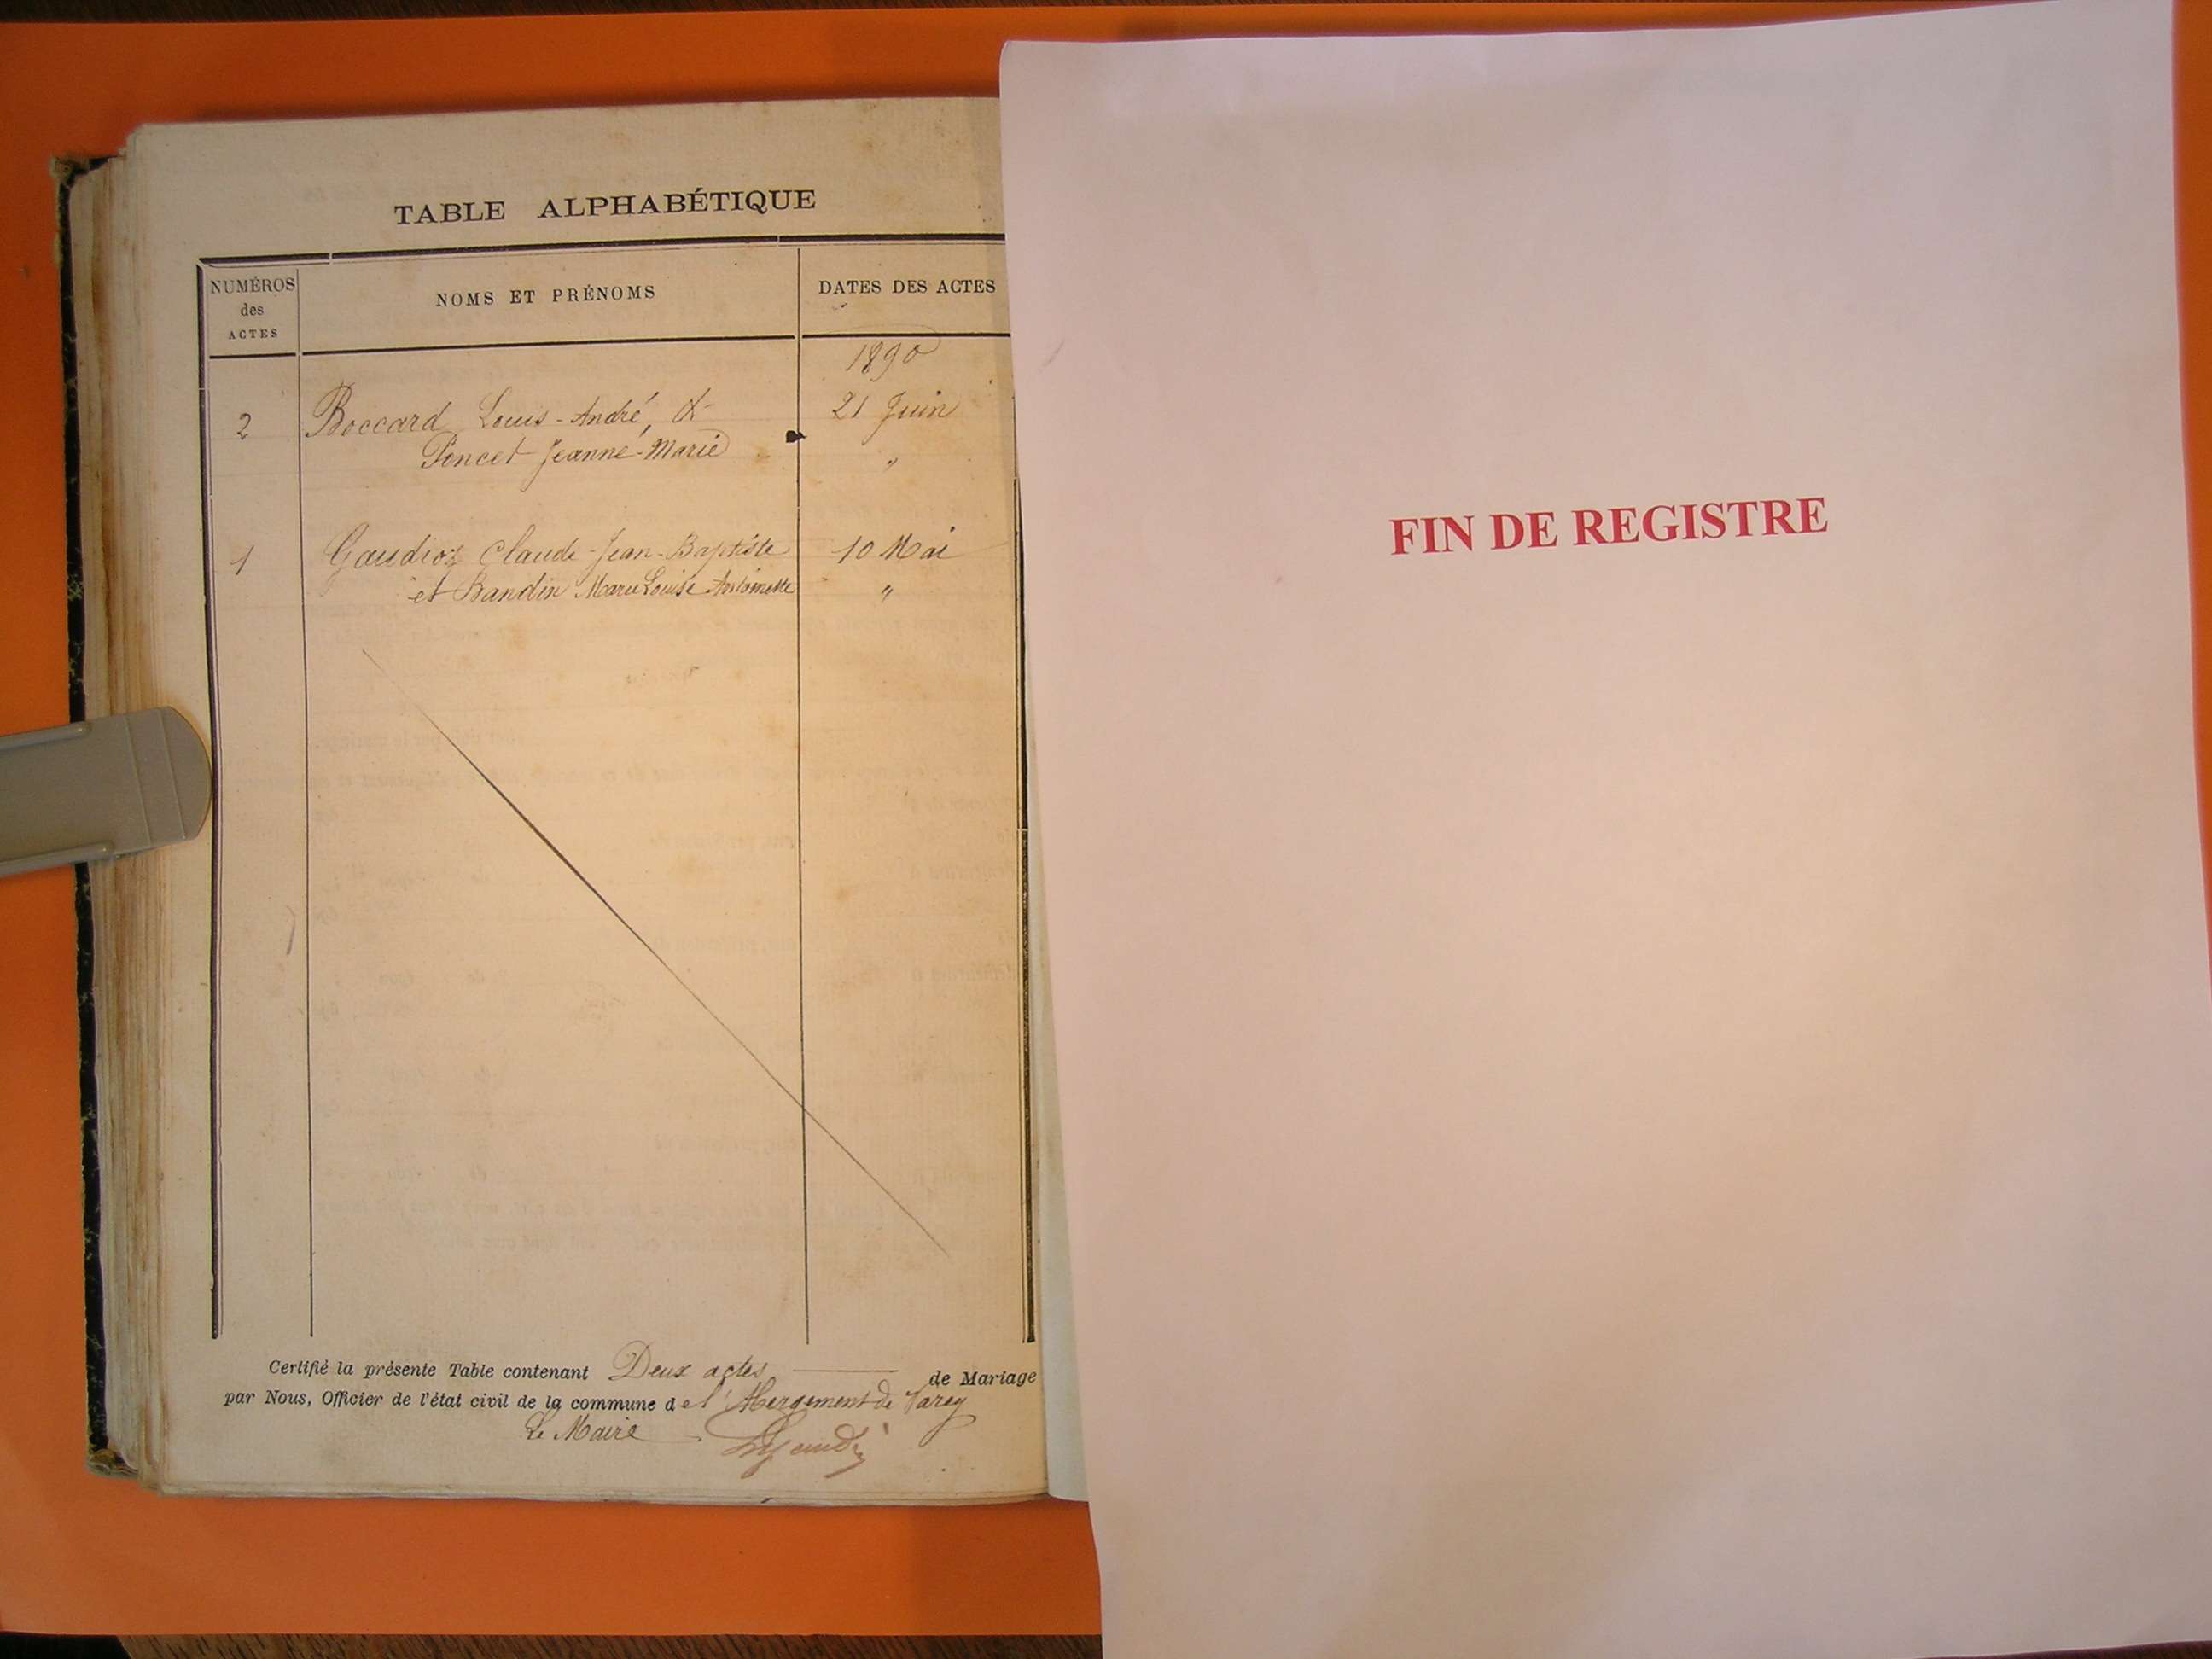 TABLE ALPHABÉTIQUE
NUMÉROS
des
ACTES
NOMS ET PRÉNOMS
DATES DES ACTES
1890
2 Boccard Louis-André, & 21 Juin
Poncet Jeanne-Marie "
1 Gaudioz Claude-Jean-Baptiste 10 Mai
et Bandin Marie Louise Antoinette "
Certifié la présente Table contenant Deux actes de Mariage
par Nous, Officier de l'état civil de la commune de l'Abergement de Varey
Le Maire
FIN DE REGISTRE